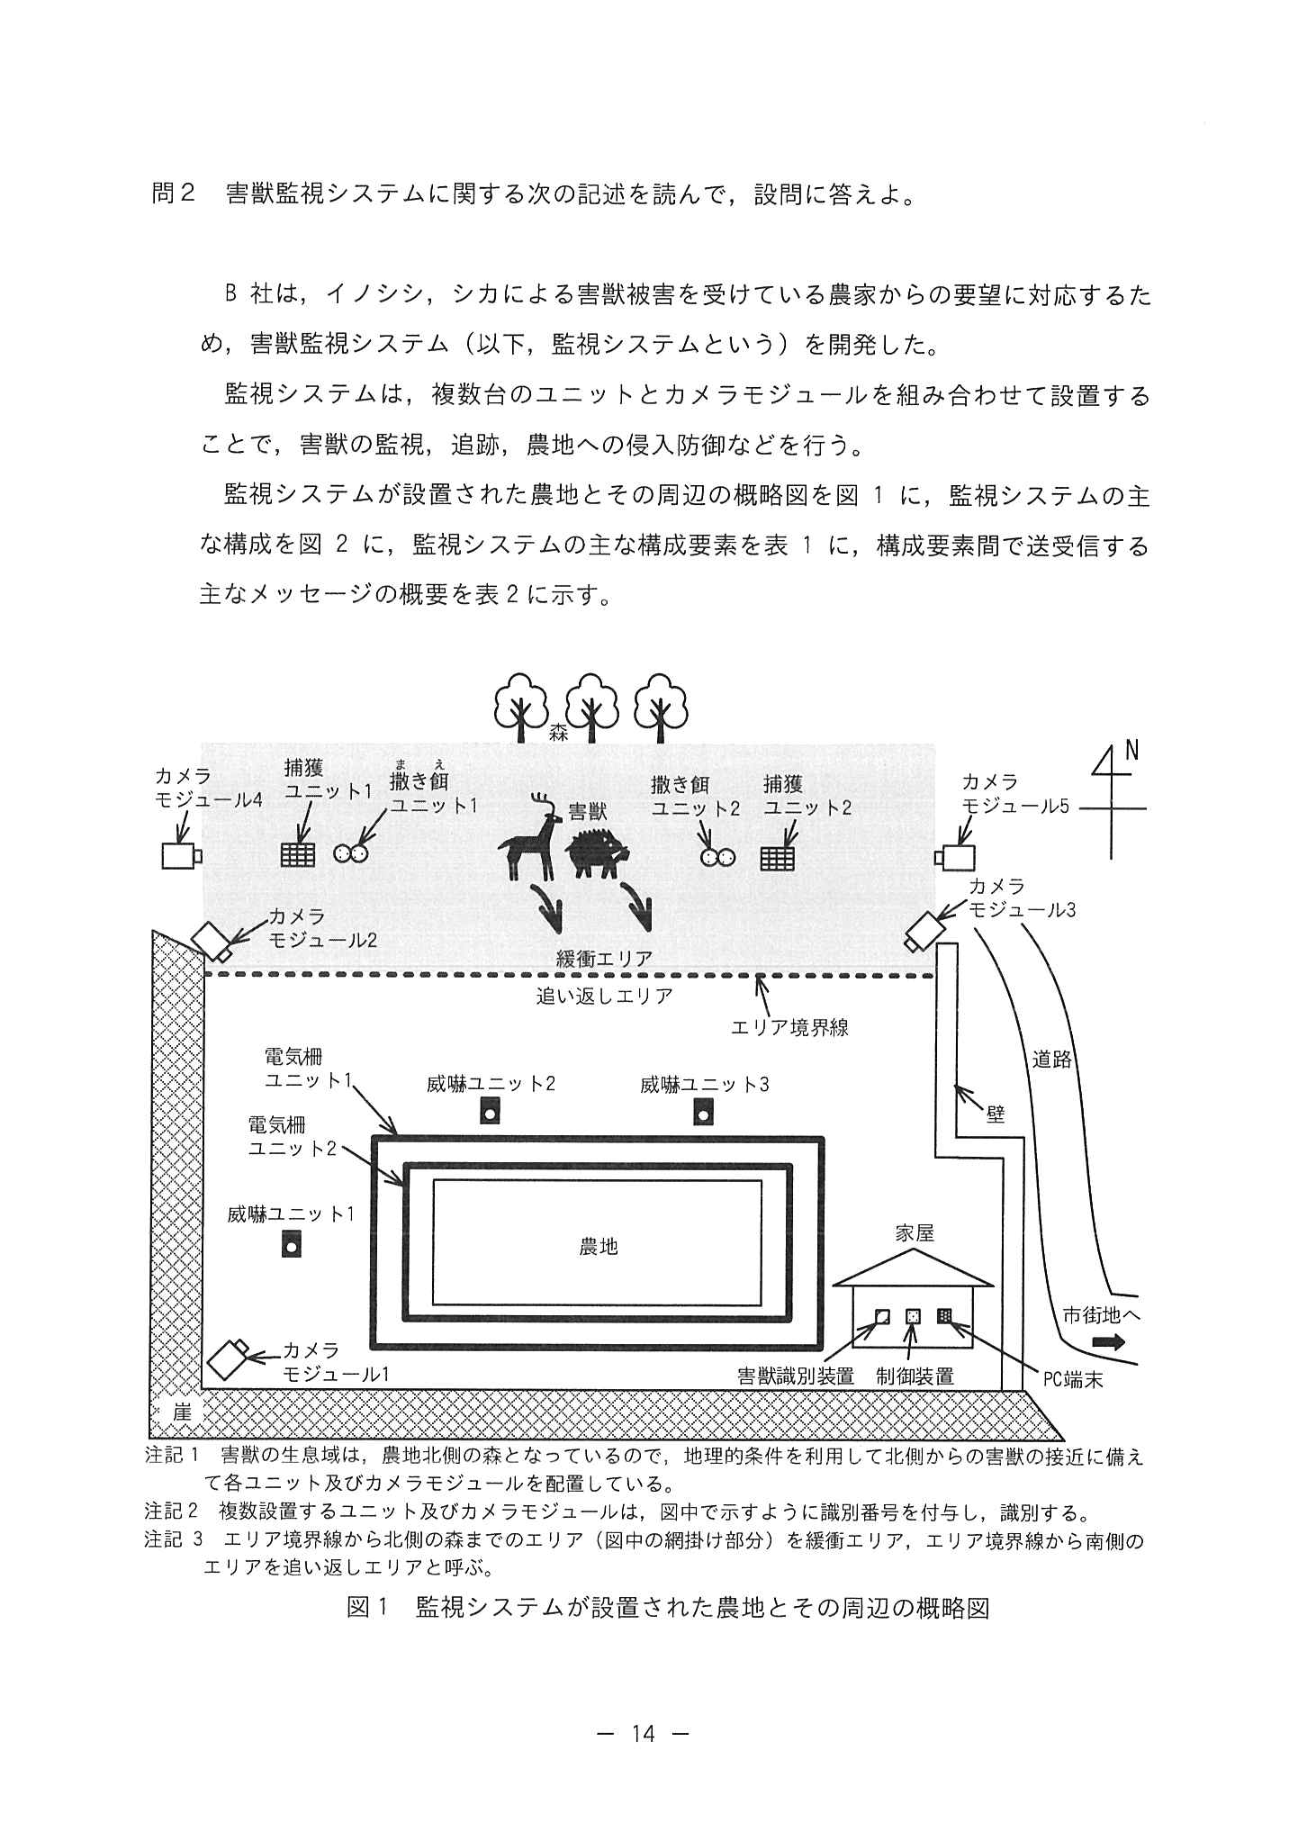 問2　害獣監視システムに関する次の記述を読んで，設問に答えよ。
B 社は，イノシシ，シカによる害獣被害を受けている農家からの要望に対応するた
め，害獣監視システム（以下，監視システムという）を開発した。
監視システムは，複数台のユニットとカメラモジュールを組み合わせて設置する
ことで，害獣の監視，追跡，農地への侵入防御などを行う。
監視システムが設置された農地とその周辺の概略図を図 1 に，監視システムの主
な構成を図 2 に，監視システムの主な構成要素を表 1 に，構成要素間で送受信する
主なメッセージの概要を表 2 に示す。
森
N
カメラ
モジュール4
捕獲
ユニット1
ま え
撒き餌
ユニット1
害獣
撒き餌
ユニット2
捕獲
ユニット2
カメラ
モジュール5
カメラ
モジュール2
カメラ
モジュール3
緩衝エリア
追い返しエリア
エリア境界線
電気柵
ユニット1
威嚇ユニット2
威嚇ユニット3
道路
壁
電気柵
ユニット2
威嚇ユニット1
農地
家屋
市街地へ
カメラ
モジュール1
害獣識別装置
制御装置
PC端末
崖
注記 1　害獣の生息域は，農地北側の森となっているので，地理的条件を利用して北側からの害獣の接近に備え
て各ユニット及びカメラモジュールを配置している。
注記 2　複数設置するユニット及びカメラモジュールは，図中で示すように識別番号を付与し，識別する。
注記 3　エリア境界線から北側の森までのエリア（図中の網掛け部分）を緩衝エリア，エリア境界線から南側の
エリアを追い返しエリアと呼ぶ。
図 1　監視システムが設置された農地とその周辺の概略図
－ 14 －